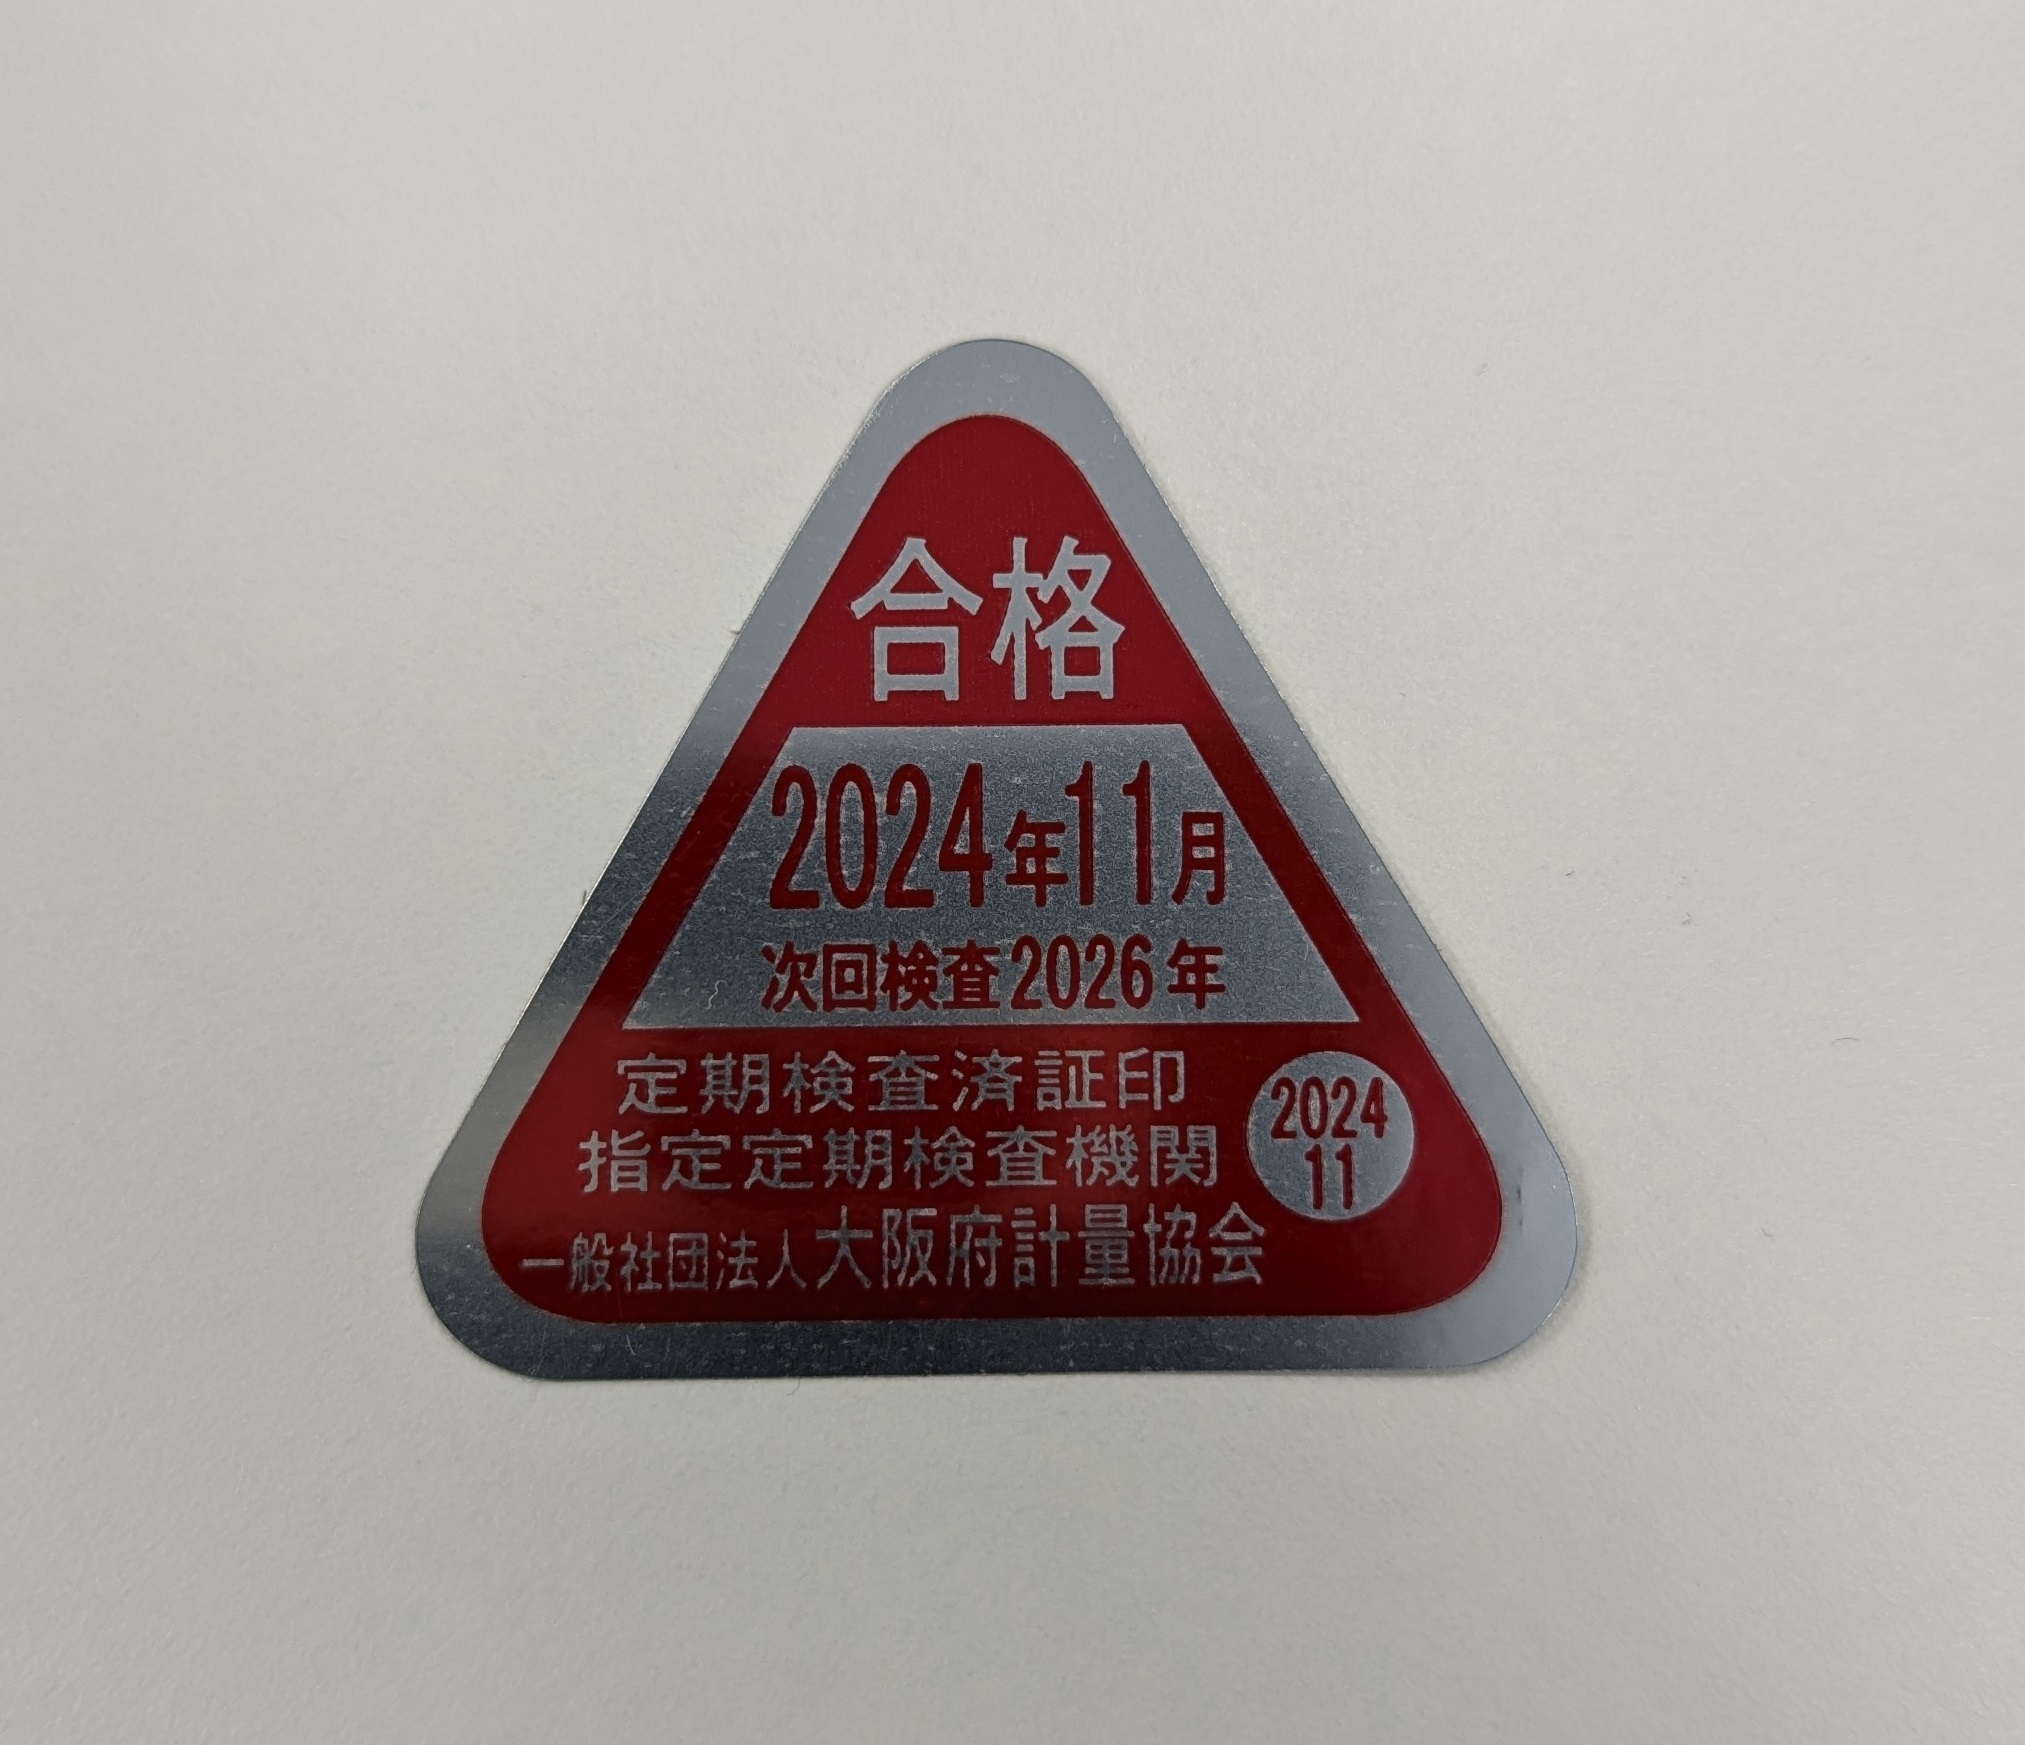 合格
2024年11月
次回検査2026年
定期検査済証印
指定定期検査機関
一般社団法人大阪府計量協会
2024
11